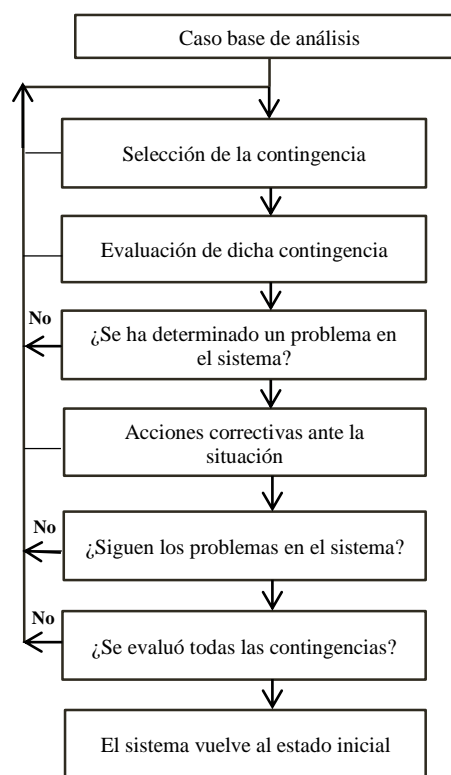 Caso base de análisis
Selección de la contingencia
Evaluación de dicha contingencia
No
¿Se ha determinado un problema en
el sistema?
Acciones correctivas ante la
situación
No
¿Siguen los problemas en el sistema?
No
¿Se evaluó todas las contingencias?
El sistema vuelve al estado inicial